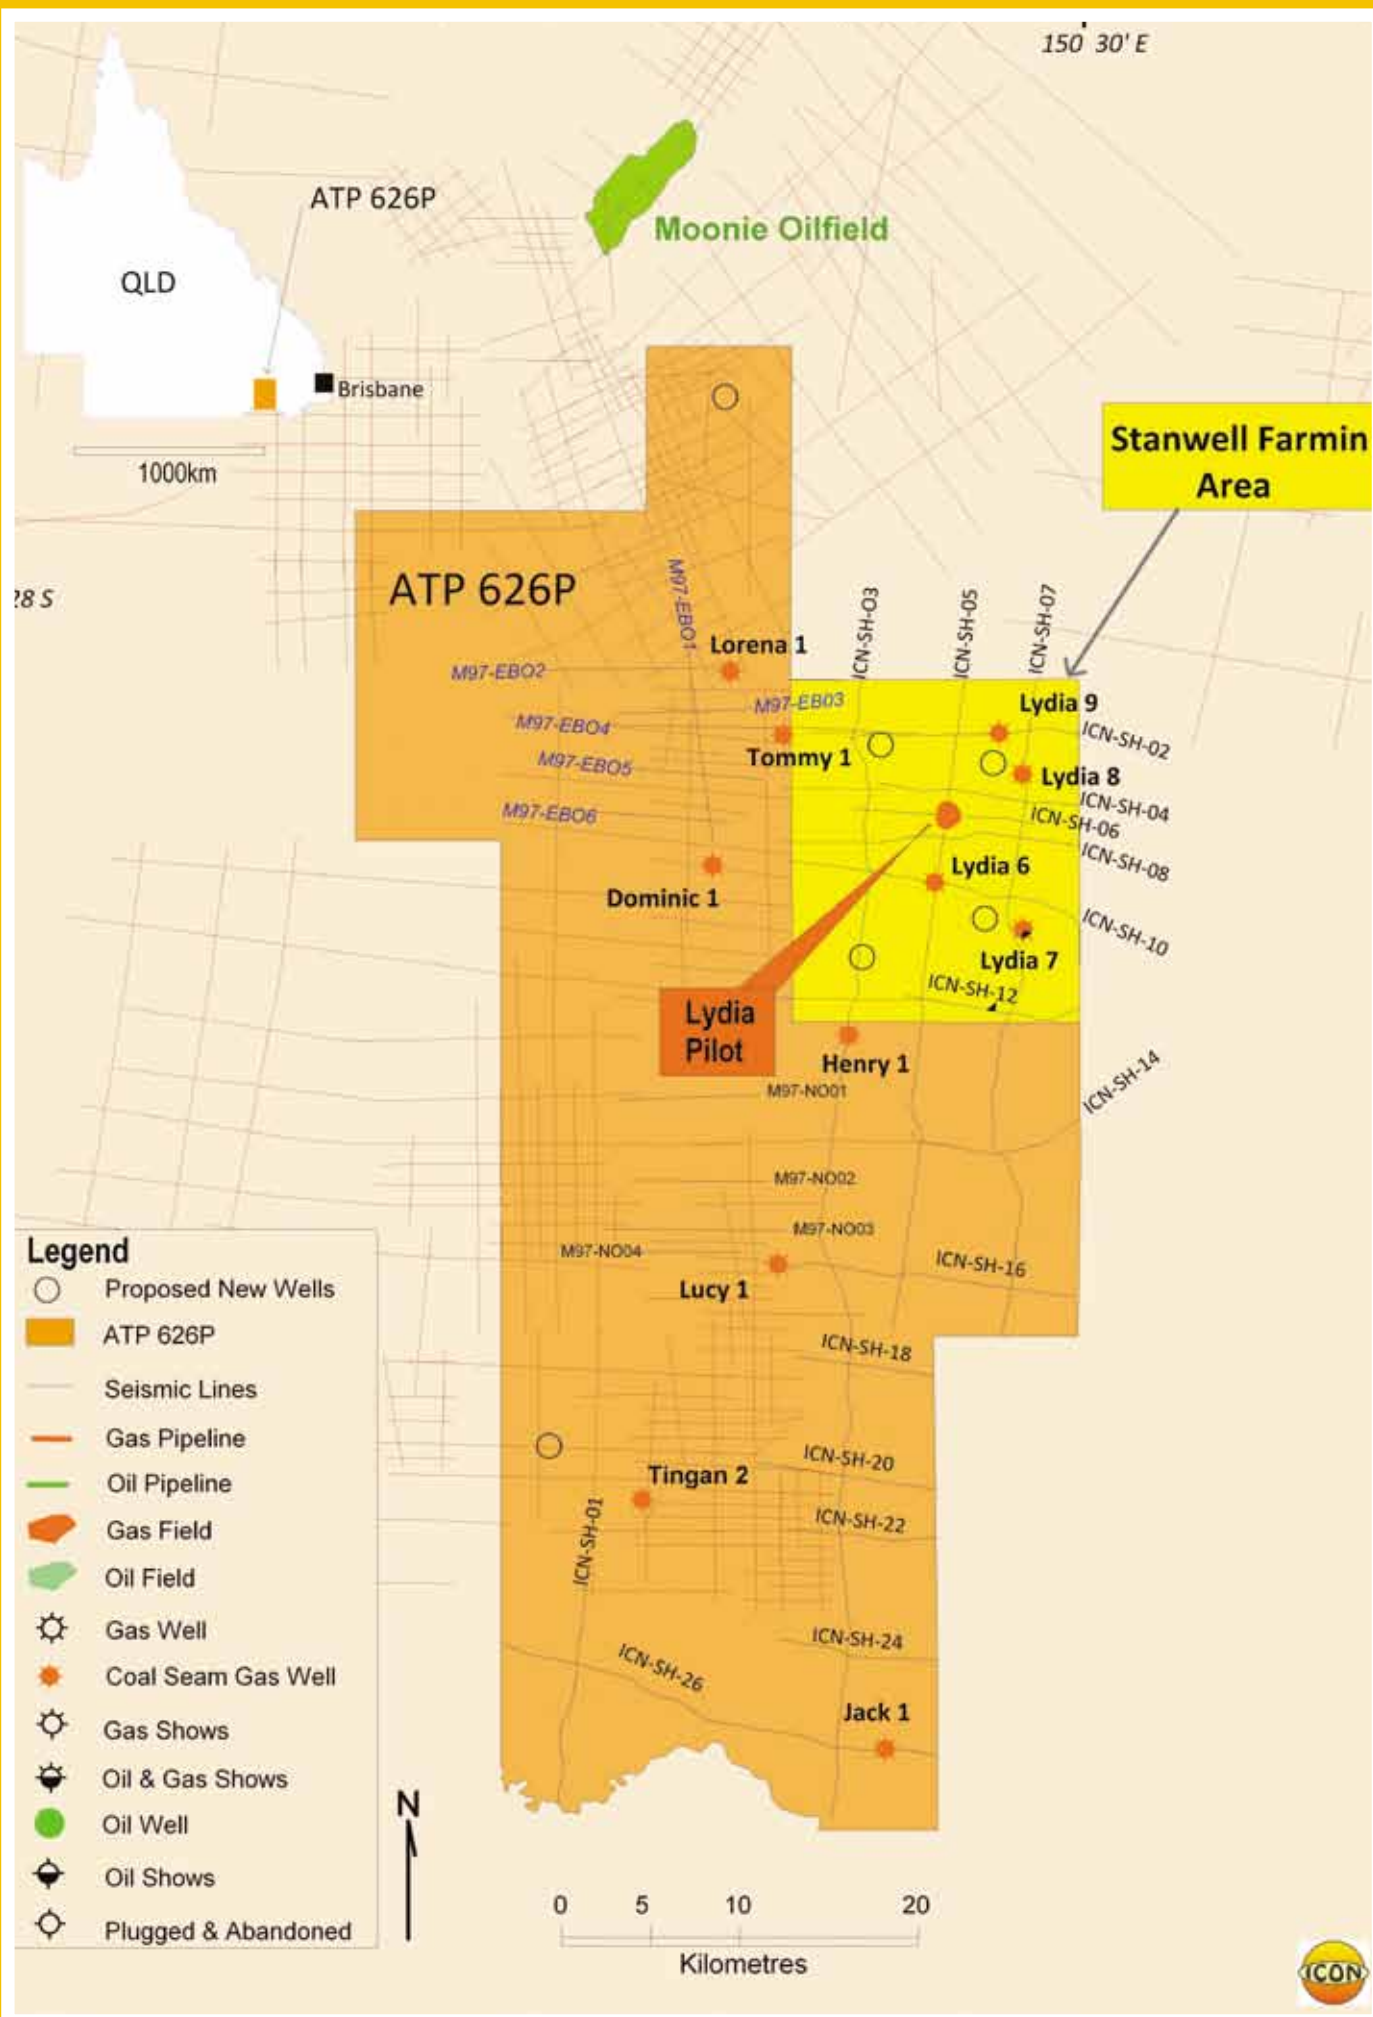 150 30' E
ATP 626P
Moonie Oilfield
QLD
Brisbane
1000km
Stanwell Farmin
Area
28 S
ATP 626P
M97-EBO1
ICN-SH-O3
ICN-SH-05
ICN-SH-07
Lorena 1
M97-EBO2
M97-EB03
Lydia 9
M97-EBO4
ICN-SH-02
Tommy 1
M97-EBO5
Lydia 8
ICN-SH-04
M97-EBO6
ICN-SH-06
ICN-SH-08
Lydia 6
Dominic 1
ICN-SH-10
Lydia 7
ICN-SH-12
Lydia
Pilot
Henry 1
M97-NO01
ICN-SH-14
M97-NO02
M97-NO03
M97-NO04
ICN-SH-16
Lucy 1
ICN-SH-18
ICN-SH-20
Tingan 2
ICN-SH-22
ICN-SH-01
ICN-SH-24
ICN-SH-26
Jack 1
Legend
Proposed New Wells
ATP 626P
Seismic Lines
Gas Pipeline
Oil Pipeline
Gas Field
Oil Field
Gas Well
Coal Seam Gas Well
Gas Shows
Oil & Gas Shows
Oil Well
Oil Shows
Plugged & Abandoned
N
0 5 10 20
Kilometres
ICON